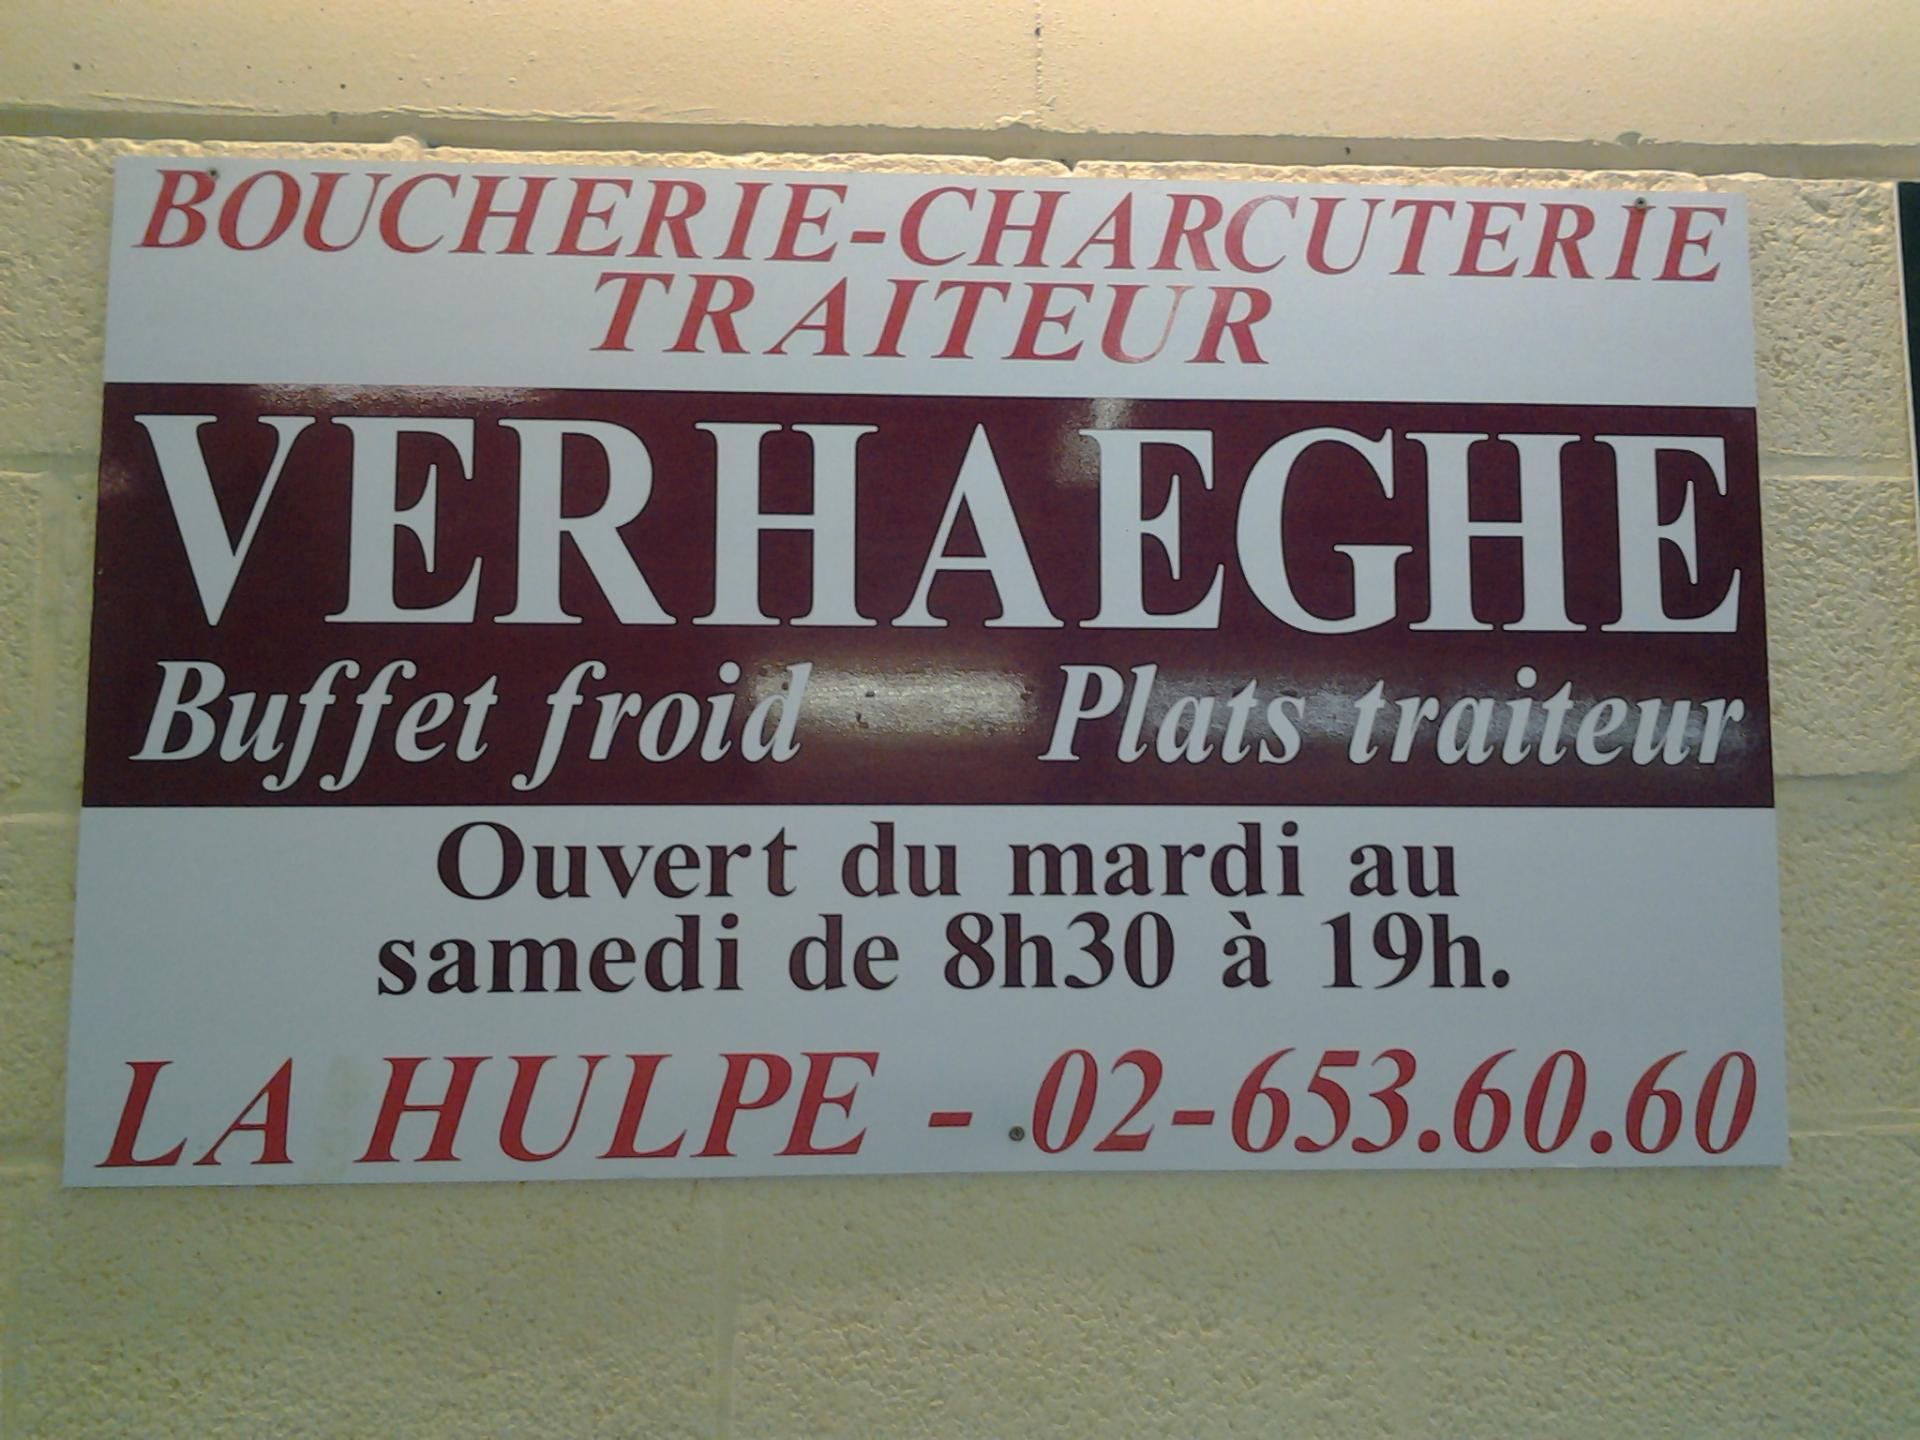 BOUCHERIE-CHARCUTERIE
TRAITEUR
VERHAEGHE
Buffet froid Plats traiteur
Ouvert du mardi au
samedi de 8h30 à 19h.
LA HULPE - 02-653.60.60